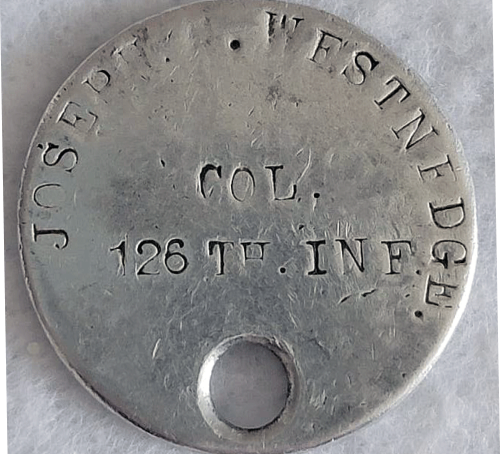 JOSEPH. . WESTNEDGE.
COL.
126 TH. INF.